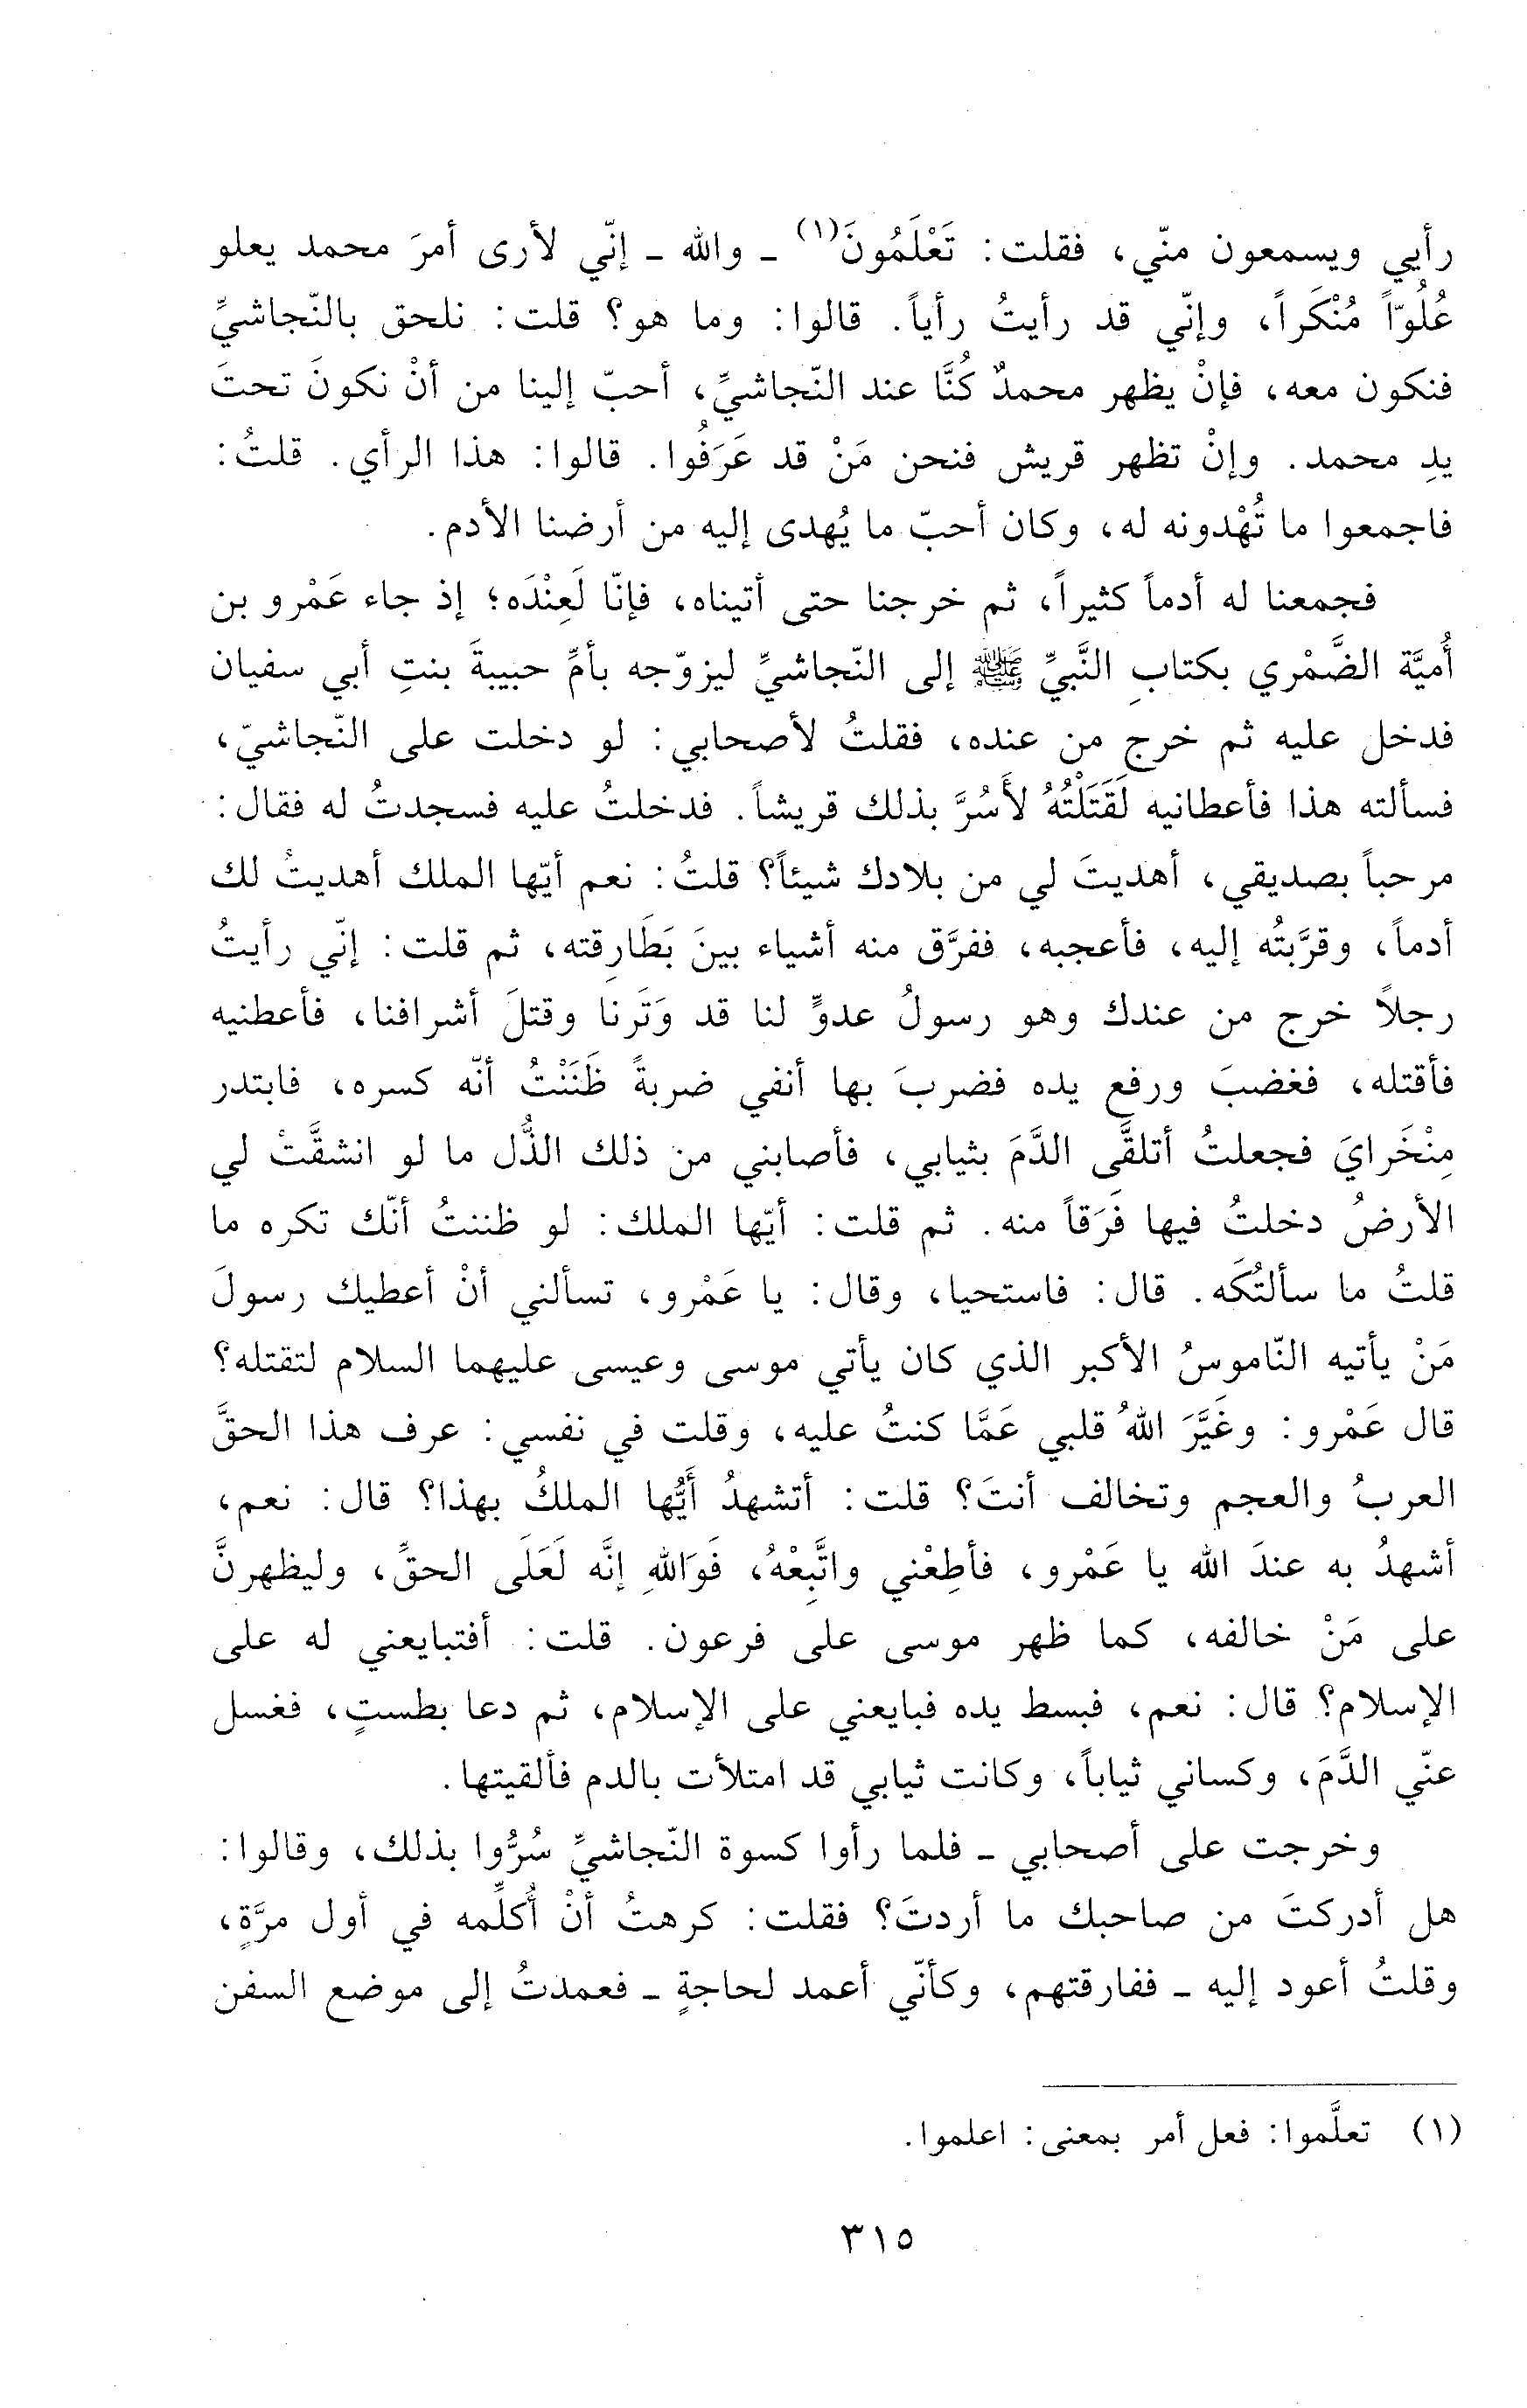 رأيي ويسمعون منّي، فقلت: تَعْلَمُونَ(١) ـ والله ـ إنّي لأرى أمرَ محمد يعلو
عُلُوّاً مُنْكَراً، وإنّي قد رأيتُ رأياً. قالوا: وما هو؟ قلت: نلحق بالنّجاشيِّ
فنكون معه، فإنْ يظهر محمدٌ كُنَّا عند النّجاشيِّ، أحبّ إلينا من أنْ نكونَ تحتَ
يدِ محمد. وإنْ تظهر قريش فنحن مَنْ قد عَرَفُوا. قالوا: هذا الرأي. قلتُ:
فاجمعوا ما تُهْدونه له، وكان أحبّ ما يُهدى إليه من أرضنا الأدم.
فجمعنا له أدماً كثيراً، ثم خرجنا حتى أتيناه، فإنّا لَعِنْدَه؛ إذ جاء عَمْرو بن
أُميَّة الضَّمْري بكتابِ النَّبيِّ ﷺ إلى النّجاشيِّ ليزوّجه بأمِّ حبيبةَ بنتِ أبي سفيان
فدخل عليه ثم خرج من عنده، فقلتُ لأصحابي: لو دخلت على النّجاشيّ،
فسألته هذا فأعطانيه لَقَتَلْتُهُ لأَسُرَّ بذلك قريشاً. فدخلتُ عليه فسجدتُ له فقال:
مرحباً بصديقي، أهديتَ لي من بلادك شيئاً؟ قلتُ: نعم أيّها الملك أهديتُ لك
أدماً، وقرَّبتُه إليه، فأعجبه، ففرَّق منه أشياء بينَ بَطَارِقته، ثم قلت: إنّي رأيتُ
رجلاً خرج من عندك وهو رسولُ عدوٍّ لنا قد وَتَرنا وقتلَ أشرافنا، فأعطنيه
فأقتله، فغضبَ ورفع يده فضربَ بها أنفي ضربةً ظَنَنْتُ أنّه كسره، فابتدر
مِنْخَرايَ فجعلتُ أتلقَّى الدَّمَ بثيابي، فأصابني من ذلك الذُّل ما لو انشقَّتْ لي
الأرضُ دخلتُ فيها فَرَقاً منه. ثم قلت: أيّها الملك: لو ظننتُ أنّك تكره ما
قلتُ ما سألتُكَه. قال: فاستحيا، وقال: يا عَمْرو، تسألني أنْ أعطيك رسولَ
مَنْ يأتيه النّاموسُ الأكبر الذي كان يأتي موسى وعيسى عليهما السلام لتقتله؟
قال عَمْرو: وغَيَّرَ اللهُ قلبي عَمَّا كنتُ عليه، وقلت في نفسي: عرف هذا الحقَّ
العربُ والعجم وتخالف أنتَ؟ قلت: أتشهدُ أَيُّها الملكُ بهذا؟ قال: نعم،
أشهدُ به عندَ الله يا عَمْرو، فأطِعْني واتَّبِعْهُ، فَوَاللهِ إنَّه لَعَلَى الحقِّ، وليظهرنَّ
على مَنْ خالفه، كما ظهر موسى على فرعون. قلت: أفتبايعني له على
الإسلام؟ قال: نعم، فبسط يده فبايعني على الإسلام، ثم دعا بطستٍ، فغسل
عنّي الدَّمَ، وكساني ثياباً، وكانت ثيابي قد امتلأت بالدم فألقيتها.
وخرجت على أصحابي ـ فلما رأوا كسوة النّجاشيِّ سُرُّوا بذلك، وقالوا:
هل أدركتَ من صاحبك ما أردتَ؟ فقلت: كرهتُ أنْ أُكلِّمه في أول مرَّةٍ،
وقلتُ أعود إليه ـ ففارقتهم، وكأنّي أعمد لحاجةٍ ـ فعمدتُ إلى موضع السفن
(١) تعلَّموا: فعل أمر بمعنى: اعلموا.
٣١٥